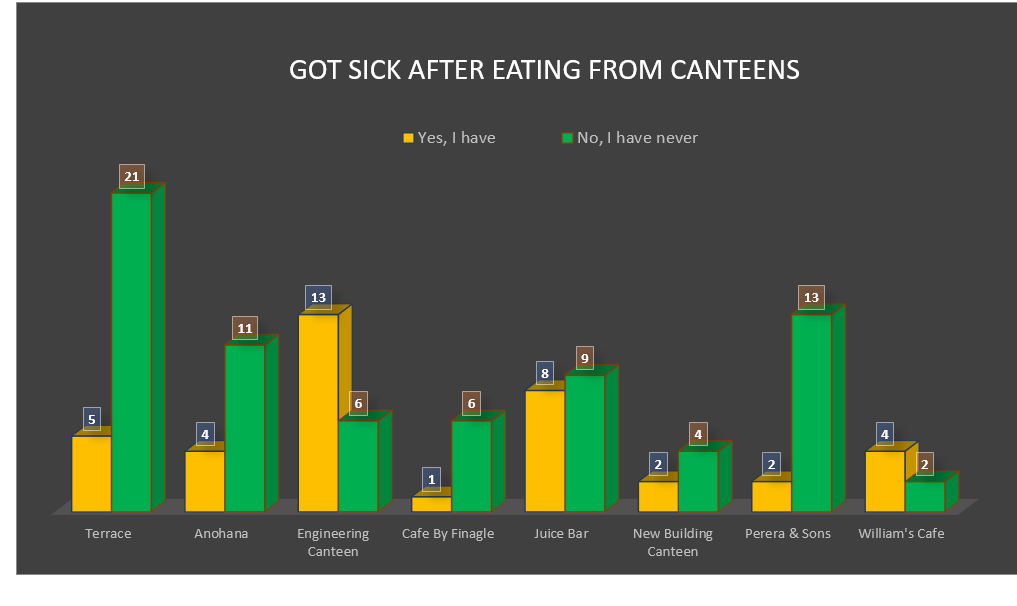 GOT SICK AFTER EATING FROM CANTEENS
Yes, I have
No, I have never
5
21
4
11
13
6
1
6
8
9
2
4
2
13
4
2
Terrace
Anohana
Engineering
Canteen
Cafe By Finagle
Juice Bar
New Building
Canteen
Perera & Sons
William's Cafe